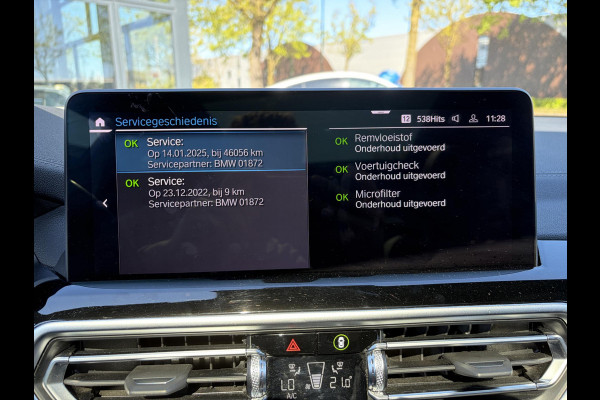 Servicegeschiedenis
12 538Hits 11:28
OK Service:
Op 14.01.2025, bij 46056 km
Servicepartner: BMW 01872
OK Service:
Op 23.12.2022, bij 9 km
Servicepartner: BMW 01872
OK Remvloeistof
Onderhoud uitgevoerd
OK Voertuigcheck
Onderhoud uitgevoerd
OK Microfilter
Onderhoud uitgevoerd
LO 21.0
A/C